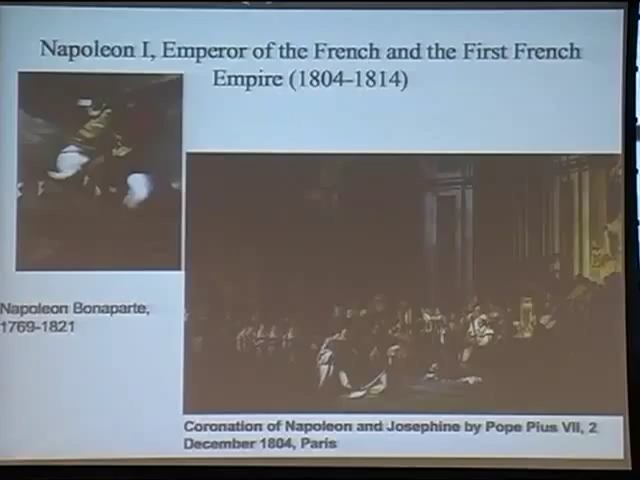 Napoleon I, Emperor of the French and the First French
Empire (1804-1814)
Napoleon Bonaparte,
1769-1821
Coronation of Napoleon and Josephine by Pope Pius VII, 2
December 1804, Paris